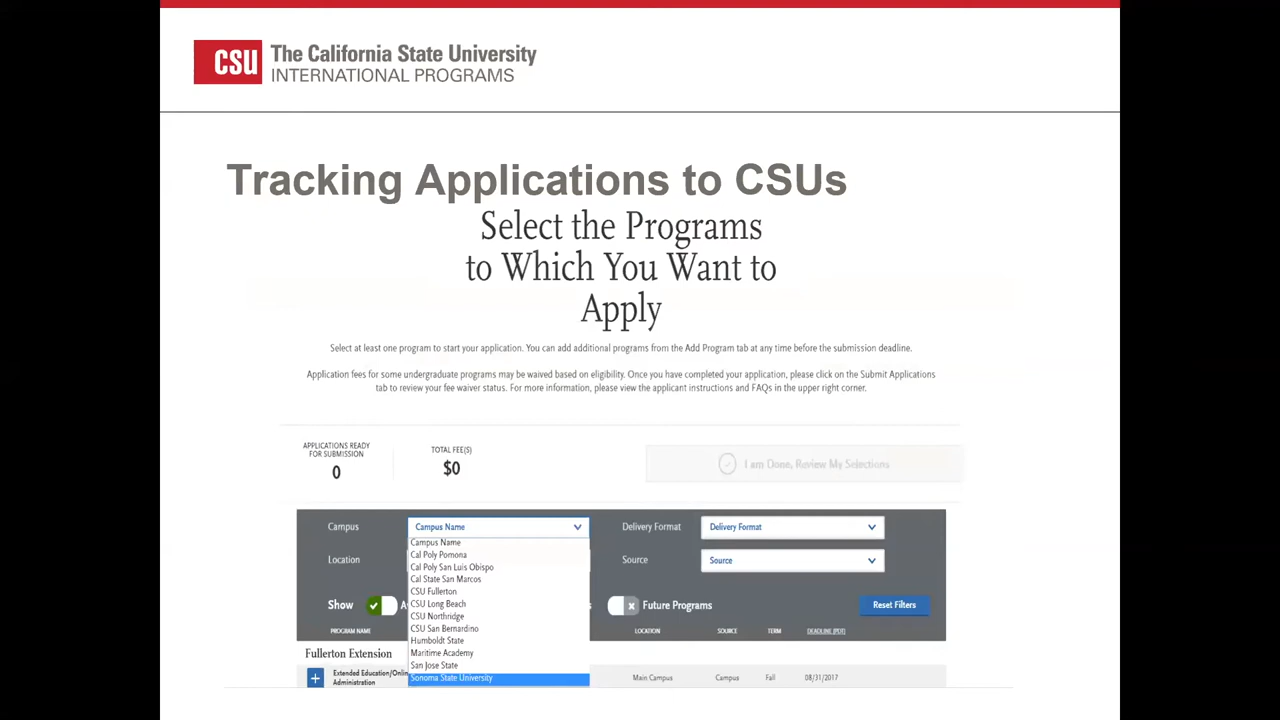 CSU The California State University
INTERNATIONAL PROGRAMS
Tracking Applications to CSUs
Select the Programs
to Which You Want to
Apply
Select at least one program to start your application. You can add additional programs from the Add Program tab at any time before the submission deadline.
Application fees for some undergraduate programs may be waived based on eligibility. Once you have completed your application, please click on the Submit Applications
tab to review your fee waiver status. For more information, please view the applicant instructions and FAQs in the upper right corner.
APPLICATIONS READY
FOR SUBMISSION
0
TOTAL FEE(S)
$0
I am Done, Review My Selections
Campus
Campus Name
Delivery Format
Delivery Format
Campus Name
Cal Poly Pomona
Location
Source
Source
Cal Poly San Luis Obispo
Cal State San Marcos
CSU Fullerton
CSU Long Beach
Show
Future Programs
Reset Filters
CSU Northridge
CSU San Bernardino
PROGRAM NAME
LOCATION
SOURCE
TERM
DEADLINE (PDT)
Humboldt State
Maritime Academy
Fullerton Extension
San Jose State
Sonoma State University
Extended Education/Onlin
Administration
Main Campus
Campus
Fall
08/31/2017